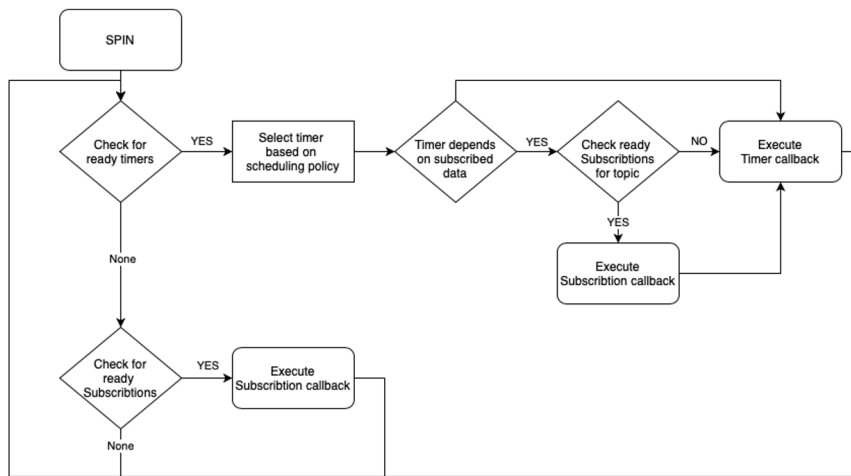 SPIN
Check for
ready timers
YES
Select timer
based on
scheduling policy
Timer depends
on subscribed
data
YES
Check ready
Subscribtions
for topic
NO
Execute
Timer callback
YES
Execute
Subscribtion callback
None
Check for
ready
Subscribtions
YES
Execute
Subscribtion callback
None